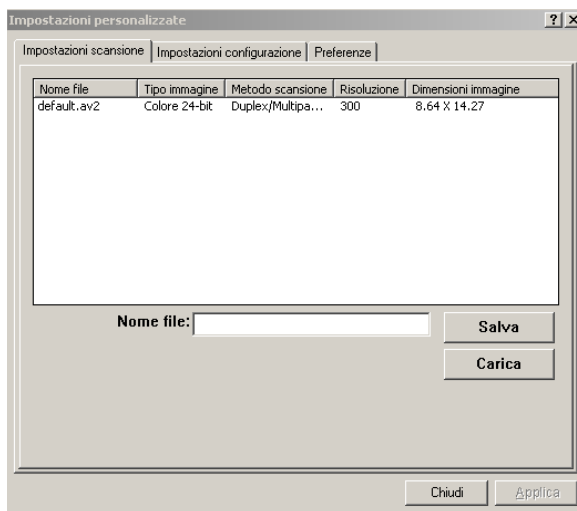 Impostazioni personalizzate
Impostazioni scansione Impostazioni configurazione Preferenze
Nome file Tipo immagine Metodo scansione Risoluzione Dimensioni immagine
default.av2 Colore 24-bit Duplex/Multipa... 300 8.64 X 14.27
Nome file:
Salva
Carica
Chiudi Applica